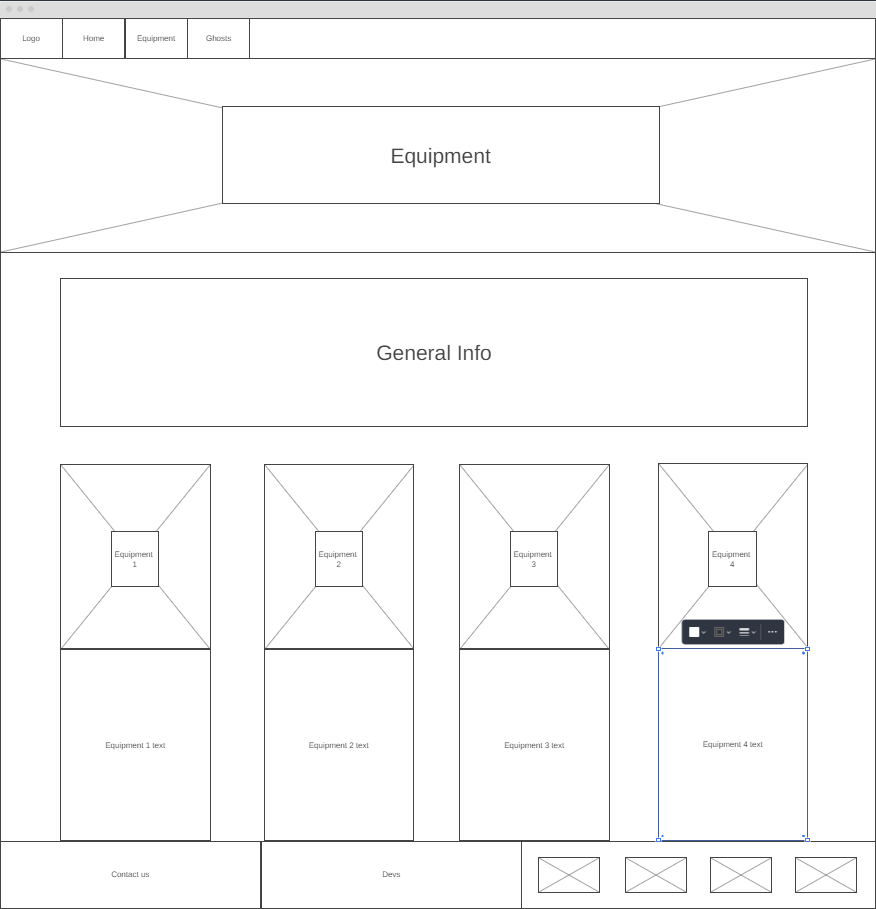 Logo
Home
Equipment
Ghosts
Equipment
General Info
Equipment
1
Equipment
2
Equipment
3
Equipment
4
Equipment 1 text
Equipment 2 text
Equipment 3 text
Equipment 4 text
Contact us
Devs